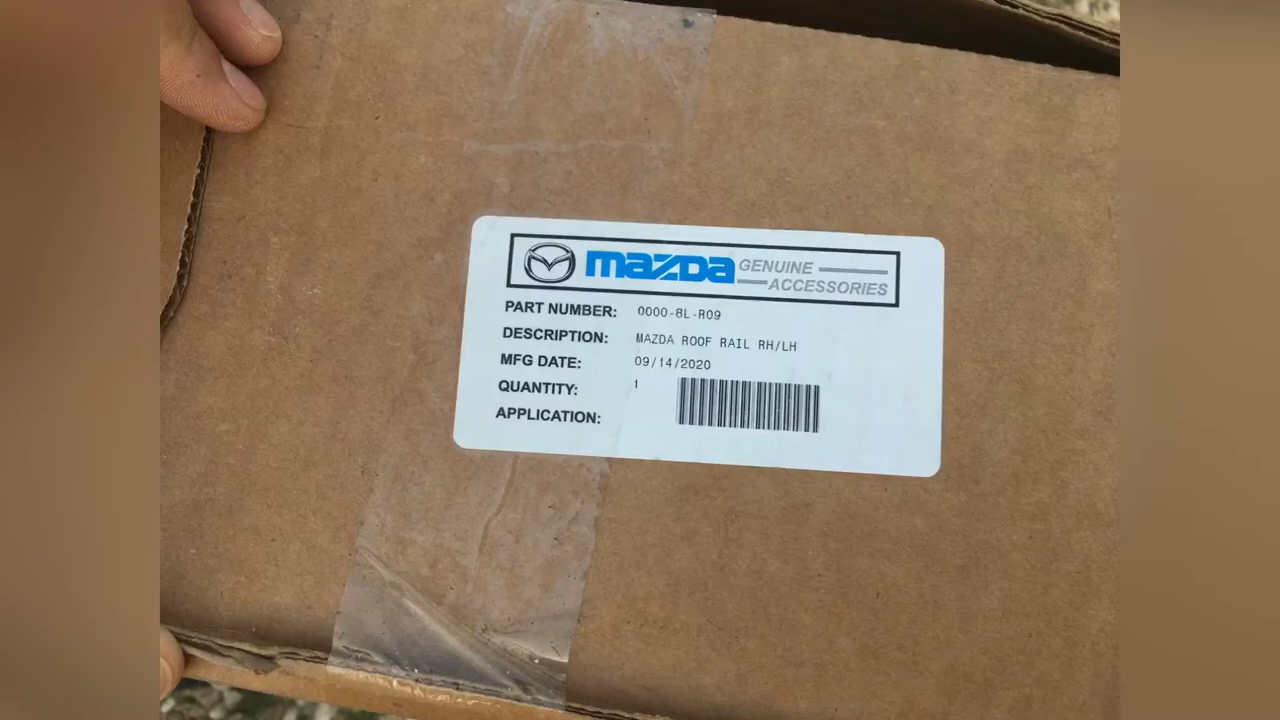 mazda GENUINE ACCESSORIES
PART NUMBER: 0000-8L-R09
DESCRIPTION: MAZDA ROOF RAIL RH/LH
MFG DATE: 09/14/2020
QUANTITY: 1
APPLICATION: